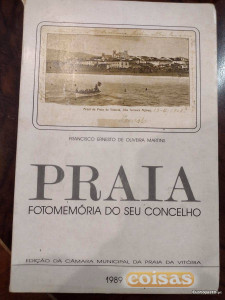 FRANCISCO ERNESTO DE OLIVEIRA MARTINS
PRAIA
FOTOMEMÓRIA DO SEU CONCELHO
EDIÇÃO DA CÂMARA MUNICIPAL DA PRAIA DA VITÓRIA
1989
coisas